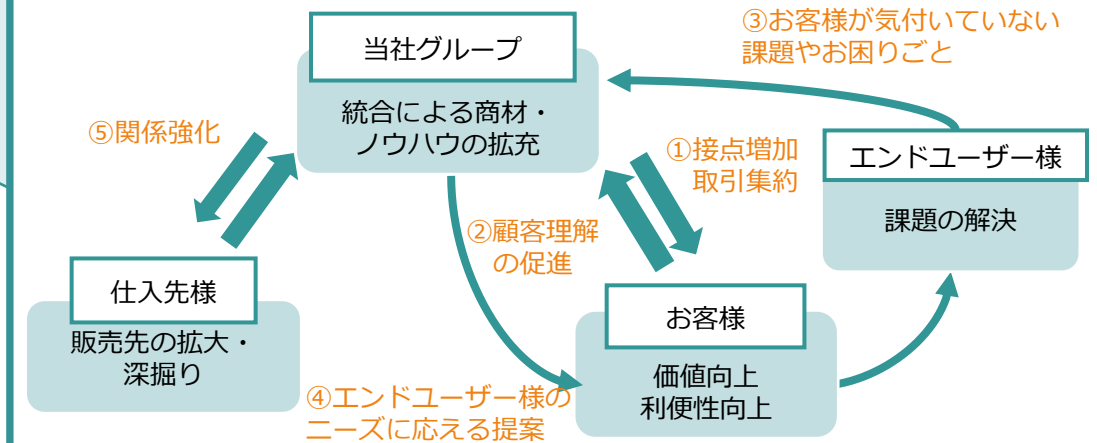 ③お客様が気付いていない
課題やお困りごと
当社グループ
統合による商材・
ノウハウの拡充
⑤関係強化
①接点増加
取引集約
エンドユーザー様
課題の解決
②顧客理解
の促進
仕入先様
販売先の拡大・
深掘り
お客様
価値向上
利便性向上
④エンドユーザー様の
ニーズに応える提案